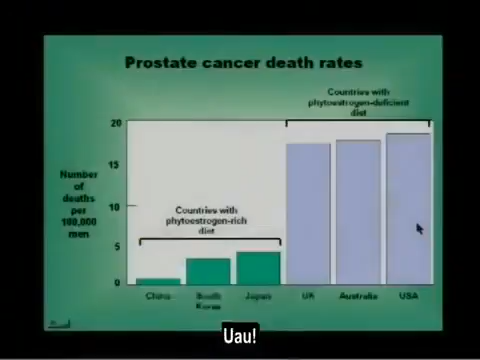 Prostate cancer death rates
Countries with
phytoestrogen-deficient
diet
20
15
10
5
0
Number
of
deaths
per
100,000
men
Countries with
phytoestrogen-rich
diet
China
South
Korea
Japan
UK
Australia
USA
Uau!